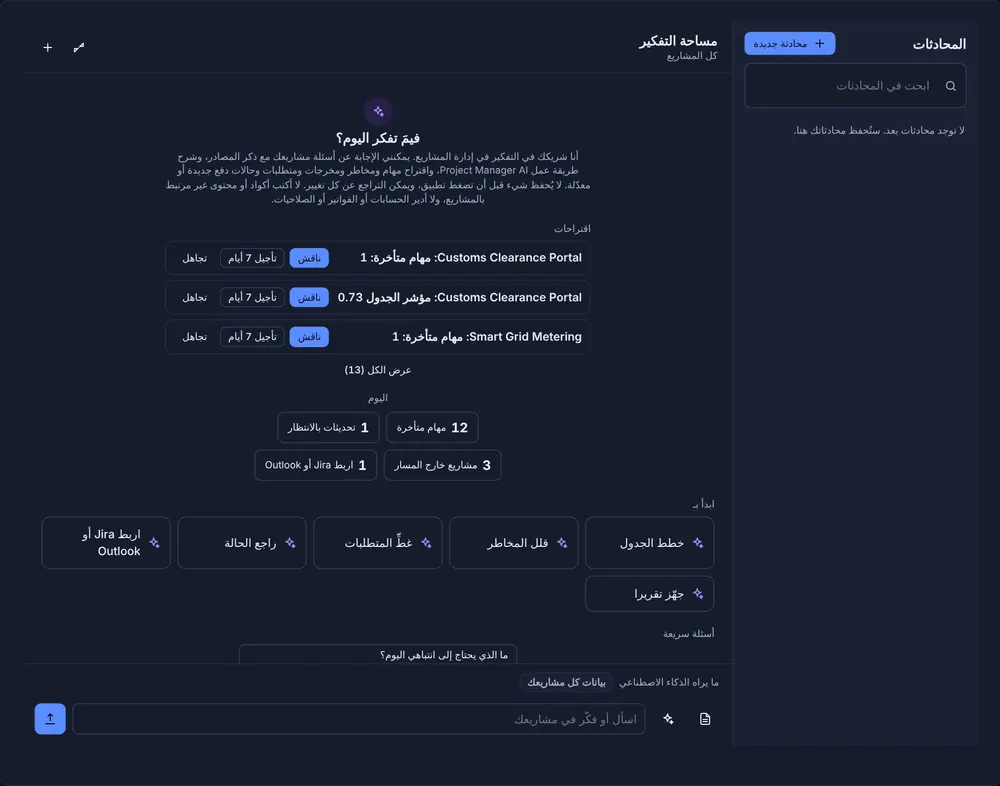 المحادثات
محادثة جديدة
ابحث في المحادثات
لا توجد محادثات بعد. ستُحفظ محادثاتك هنا.
مساحة التفكير
كل المشاريع
فيمَ تفكر اليوم؟
أنا شريكك في التفكير في إدارة المشاريع. يمكنني الإجابة عن أسئلة مشاريعك مع ذكر المصادر، وشرح
طريقة عمل Project Manager AI، واقتراح مهام ومخاطر ومخرجات ومتطلبات وحالات دفع جديدة أو
معدّلة. لا يُحفظ شيء قبل أن تضغط تطبيق، ويمكن التراجع عن كل تغيير. لا أكتب أكواد أو محتوى غير مرتبط
بالمشاريع، ولا أدير الحسابات أو الفواتير أو الصلاحيات.
اقتراحات
Customs Clearance Portal: مهام متأخرة: 1 ناقش تأجيل 7 أيام تجاهل
Customs Clearance Portal: مؤشر الجدول 0.73 ناقش تأجيل 7 أيام تجاهل
Smart Grid Metering: مهام متأخرة: 1 ناقش تأجيل 7 أيام تجاهل
عرض الكل (13)
اليوم
12 مهام متأخرة 1 تحديثات بالانتظار
3 مشاريع خارج المسار 1 اربط Jira أو Outlook
ابدأ بـ
خطط الجدول
قلل المخاطر
غطِّ المتطلبات
راجع الحالة
اربط Jira أو
Outlook
جهّز تقريرا
أسئلة سريعة
ما الذي يحتاج إلى انتباهي اليوم؟
ما يراه الذكاء الاصطناعي بيانات كل مشاريعك
اسأل أو فكّر في مشاريعك